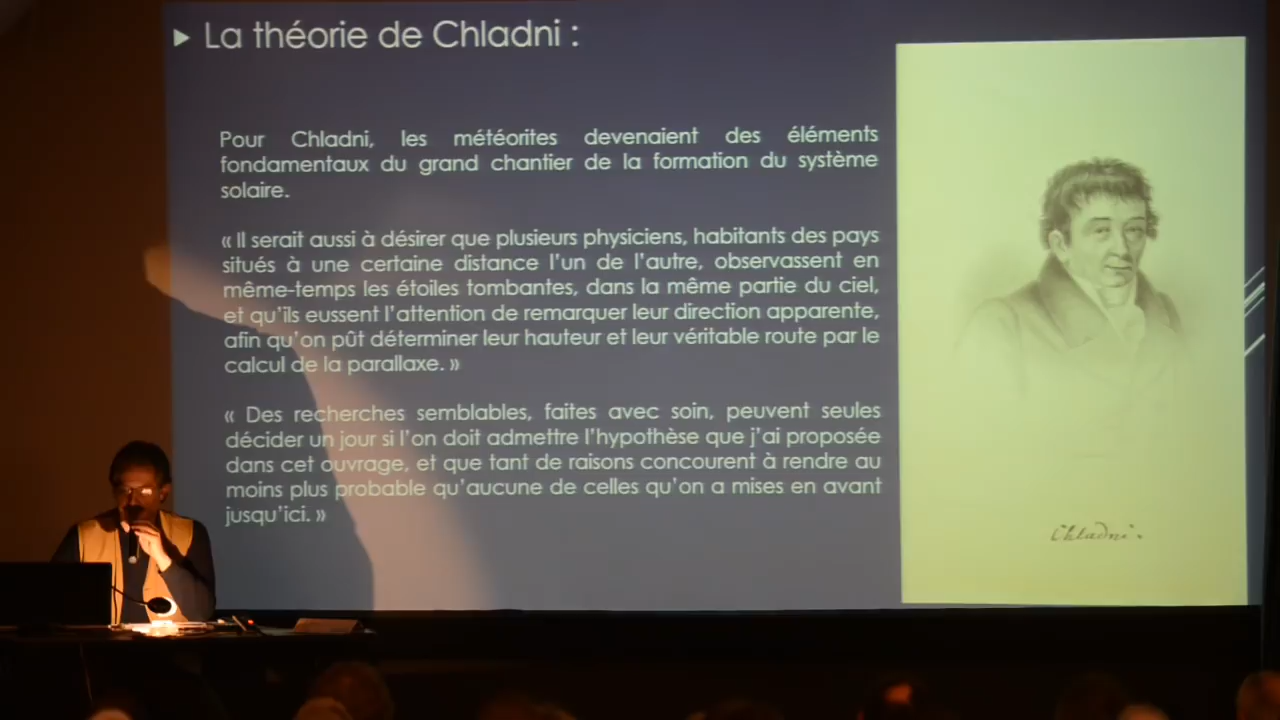 La théorie de Chladni :
Pour Chladni, les météorites devenaient des éléments
fondamentaux du grand chantier de la formation du système
solaire.
« Il serait aussi à désirer que plusieurs physiciens, habitants des pays
situés à une certaine distance l'un de l'autre, observassent en
même-temps les étoiles tombantes, dans la même partie du ciel,
et qu'ils eussent l'attention de remarquer leur direction apparente,
afin qu'on pût déterminer leur hauteur et leur véritable route par le
calcul de la parallaxe. »
« Des recherches semblables, faites avec soin, peuvent seules
décider un jour si l'on doit admettre l'hypothèse que j'ai proposée
dans cet ouvrage, et que tant de raisons concourent à rendre au
moins plus probable qu'aucune de celles qu'on a mises en avant
jusqu'ici. »
Chladni.